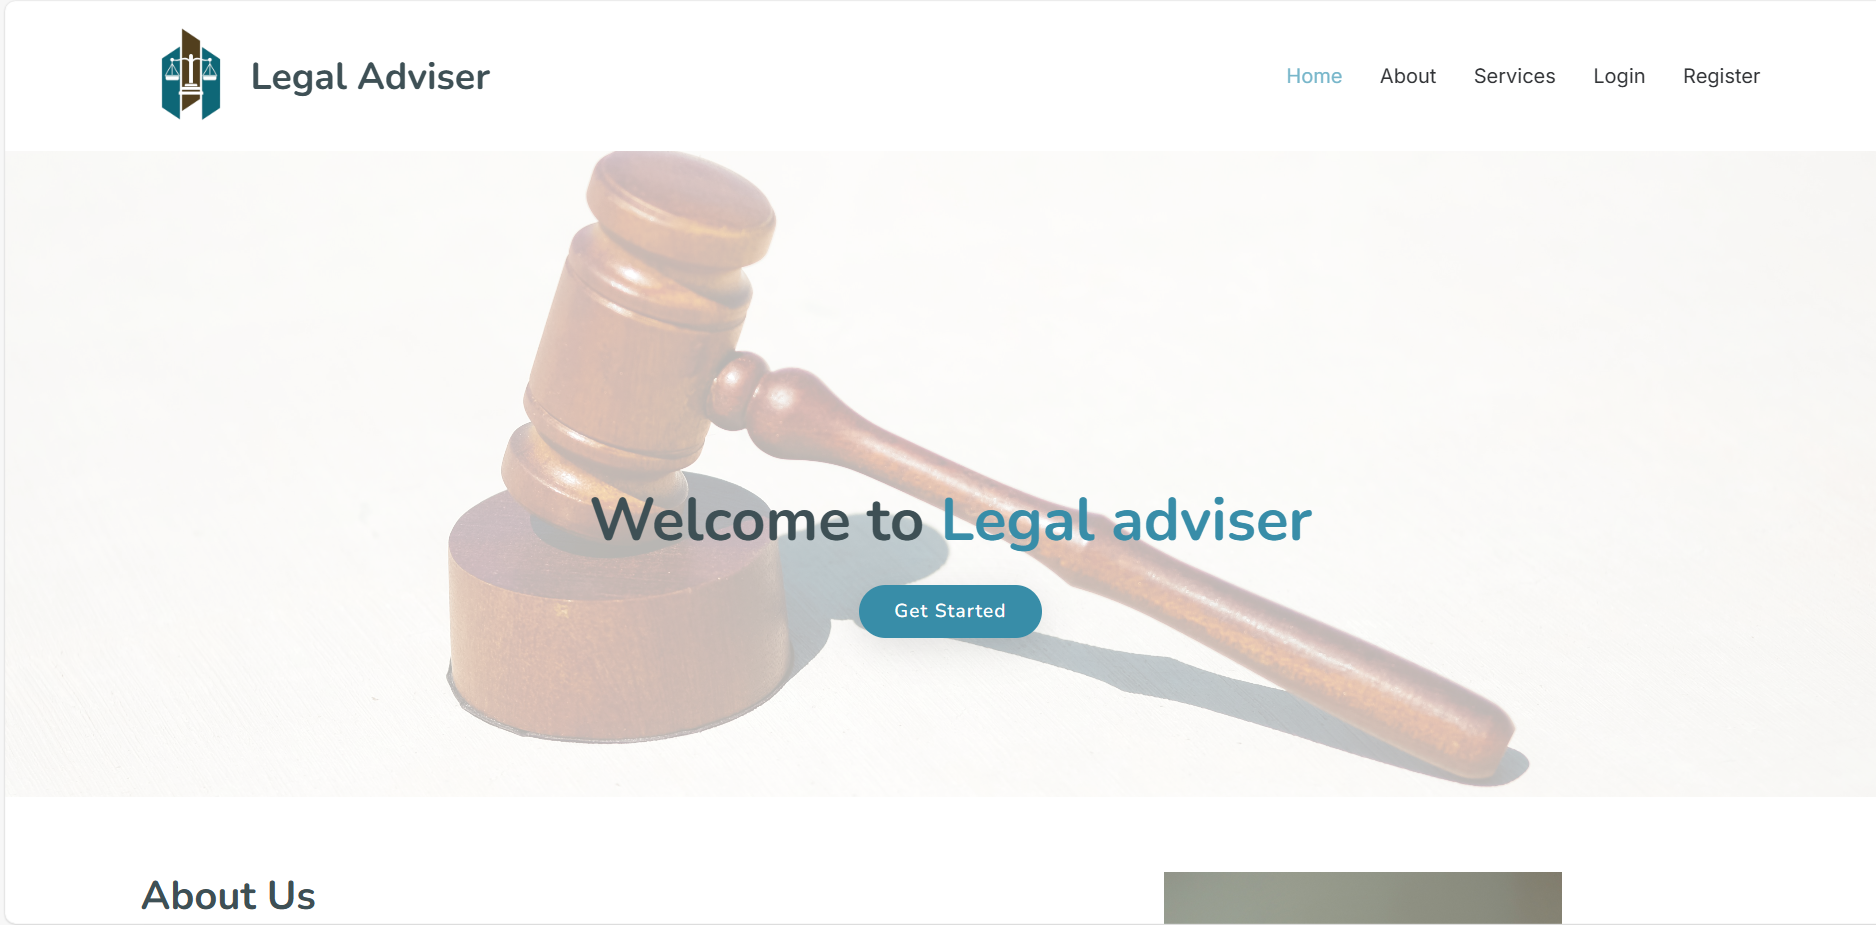 Legal Adviser
Home About Services Login Register
Welcome to Legal adviser
Get Started
About Us